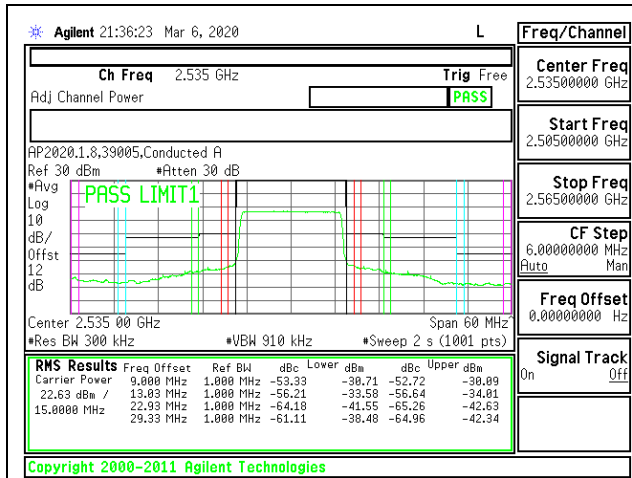 Agilent 21:36:23 Mar 6, 2020 L
Freq/Channel
Ch Freq 2.535 GHz Trig Free
Adj Channel Power PASS
AP2020.1.8,39005,Conducted A
Ref 30 dBm #Atten 30 dB
#Avg
Log
10
dB/
Offst
12
dB
PASS LIMIT1
Center 2.535 00 GHz Span 60 MHz^
#Res BW 300 kHz #VBW 910 kHz #Sweep 2 s (1001 pts)
RMS Results Freq Offset Ref BW dBc Lower dBm dBc Upper dBm
Carrier Power 9.000 MHz 1.000 MHz -53.33 -30.71 -52.72 -30.09
22.63 dBm / 13.03 MHz 1.000 MHz -56.21 -33.58 -56.64 -34.01
15.0000 MHz 22.93 MHz 1.000 MHz -64.18 -41.55 -65.26 -42.63
29.33 MHz 1.000 MHz -61.11 -38.48 -64.96 -42.34
Copyright 2000-2011 Agilent Technologies
Center Freq
2.53500000 GHz
Start Freq
2.50500000 GHz
Stop Freq
2.56500000 GHz
CF Step
6.00000000 MHz
Auto Man
Freq Offset
0.00000000 Hz
Signal Track
On Off